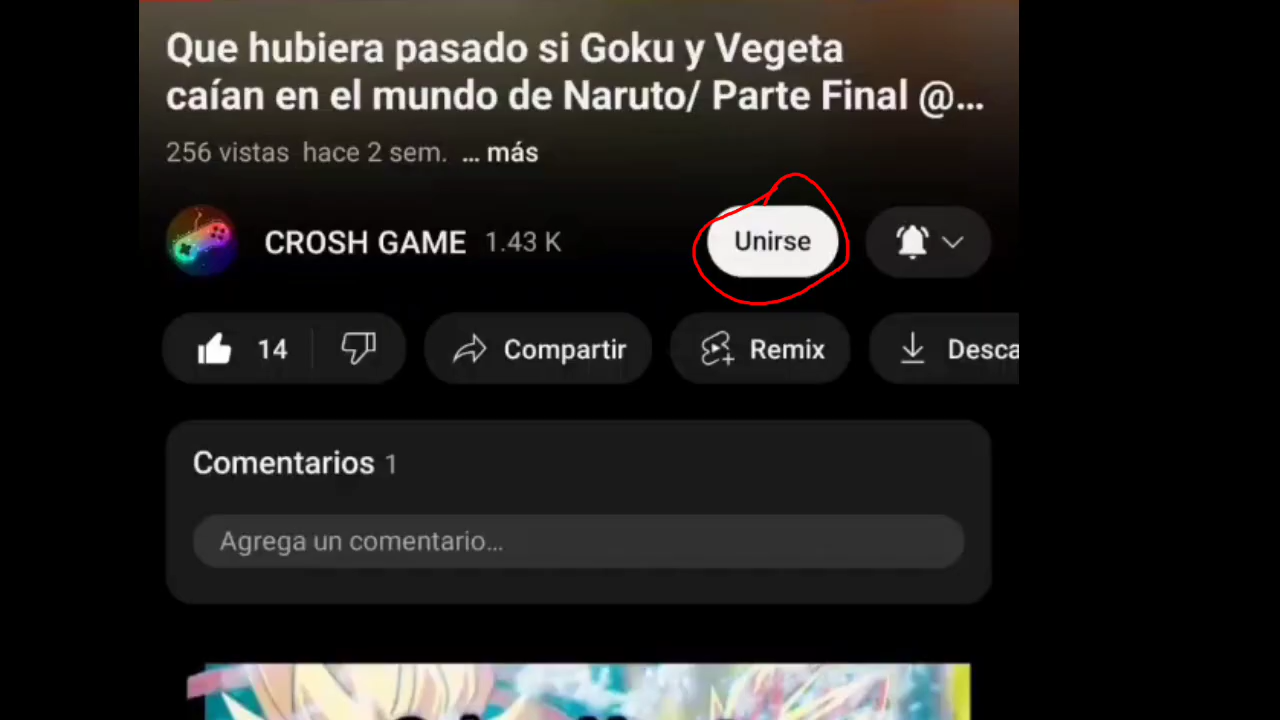 Que hubiera pasado si Goku y Vegeta
caían en el mundo de Naruto/ Parte Final @...
256 vistas hace 2 sem. ... más
CROSH GAME 1.43 K Unirse
14 Compartir Remix Desca
Comentarios 1
Agrega un comentario...